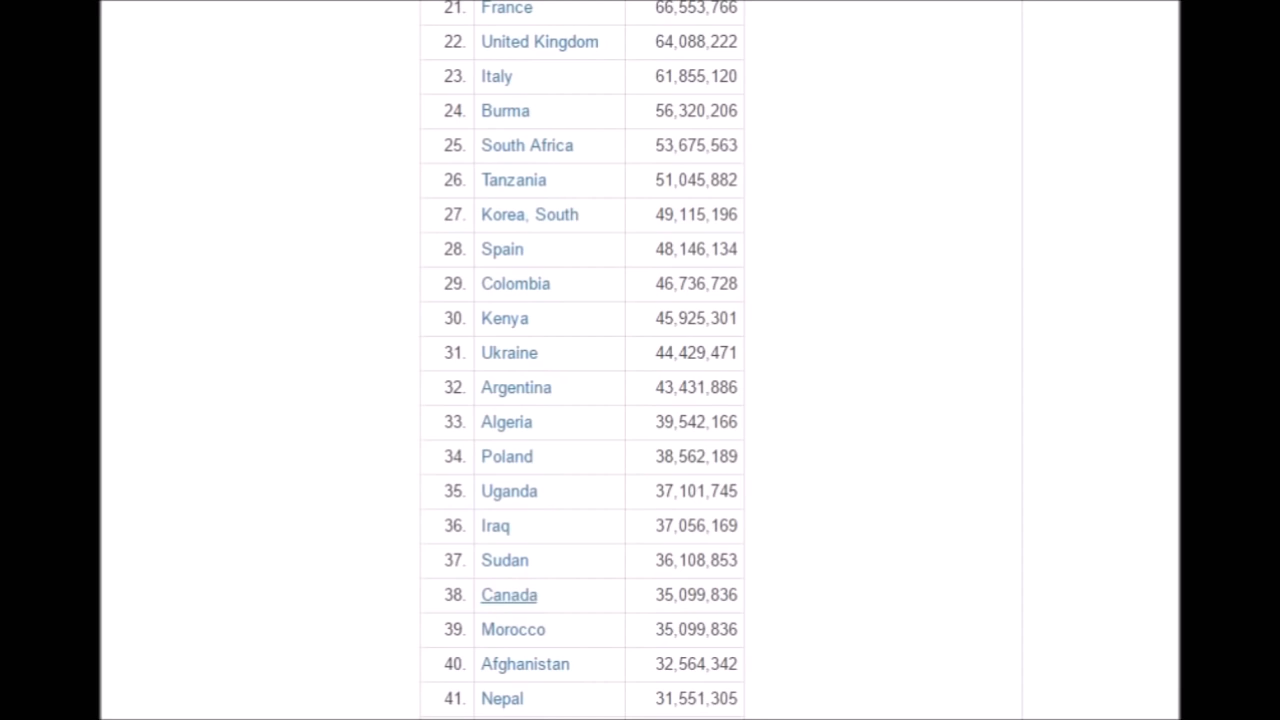 21. France 66,553,766
22. United Kingdom 64,088,222
23. Italy 61,855,120
24. Burma 56,320,206
25. South Africa 53,675,563
26. Tanzania 51,045,882
27. Korea, South 49,115,196
28. Spain 48,146,134
29. Colombia 46,736,728
30. Kenya 45,925,301
31. Ukraine 44,429,471
32. Argentina 43,431,886
33. Algeria 39,542,166
34. Poland 38,562,189
35. Uganda 37,101,745
36. Iraq 37,056,169
37. Sudan 36,108,853
38. Canada 35,099,836
39. Morocco 35,099,836
40. Afghanistan 32,564,342
41. Nepal 31,551,305